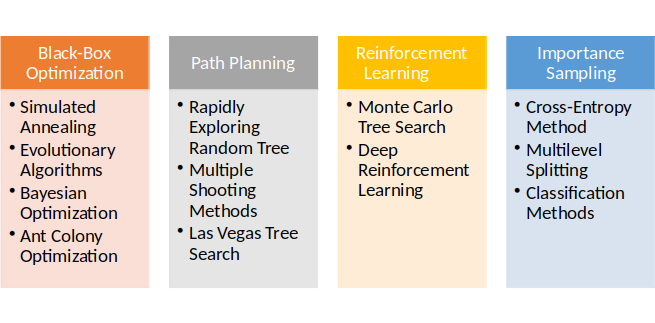 Black-Box
Optimization
• Simulated
Annealing
• Evolutionary
Algorithms
• Bayesian
Optimization
• Ant Colony
Optimization
Path Planning
• Rapidly
Exploring
Random Tree
• Multiple
Shooting
Methods
• Las Vegas Tree
Search
Reinforcement
Learning
• Monte Carlo
Tree Search
• Deep
Reinforcement
Learning
Importance
Sampling
• Cross-Entropy
Method
• Multilevel
Splitting
• Classification
Methods